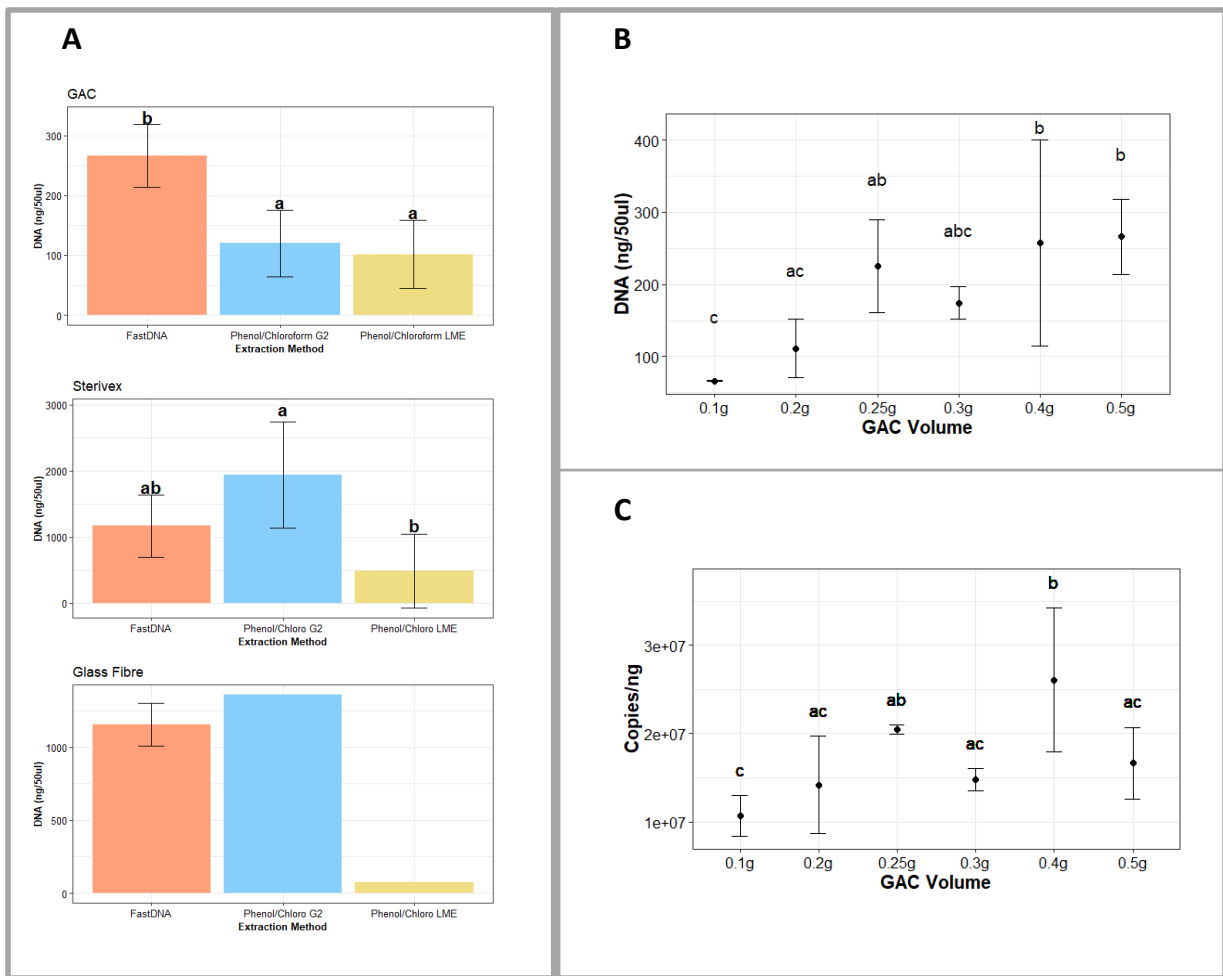 A
GAC
b
a
a
300
200
100
0
DNA (ng/50ul)
FastDNA Phenol/Chloroform G2 Phenol/Chloroform LME
Extraction Method
Sterivex
a
ab
b
3000
2000
1000
0
DNA (ng/50ul)
FastDNA Phenol/Chloro G2 Phenol/Chloro LME
Extraction Method
Glass Fibre
1000
500
0
DNA (ng/50ul)
FastDNA Phenol/Chloro G2 Phenol/Chloro LME
Extraction Method
B
c
ac
ab
abc
b
b
400
300
200
100
DNA (ng/50ul)
0.1g 0.2g 0.25g 0.3g 0.4g 0.5g
GAC Volume
C
c
ac
ab
ac
b
ac
3e+07
2e+07
1e+07
Copies/ng
0.1g 0.2g 0.25g 0.3g 0.4g 0.5g
GAC Volume